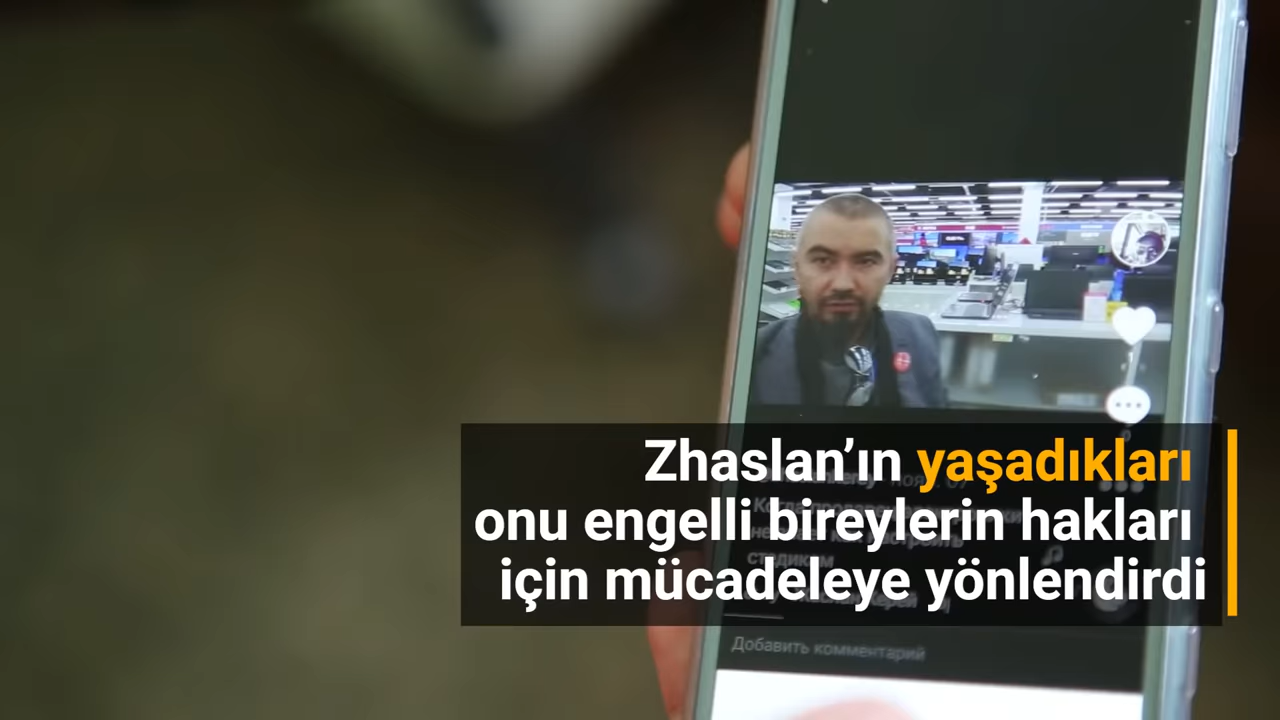 Zhaslan’ın yaşadıkları
onu engelli bireylerin hakları
için mücadeleye yönlendirdi
Добавить комментарий